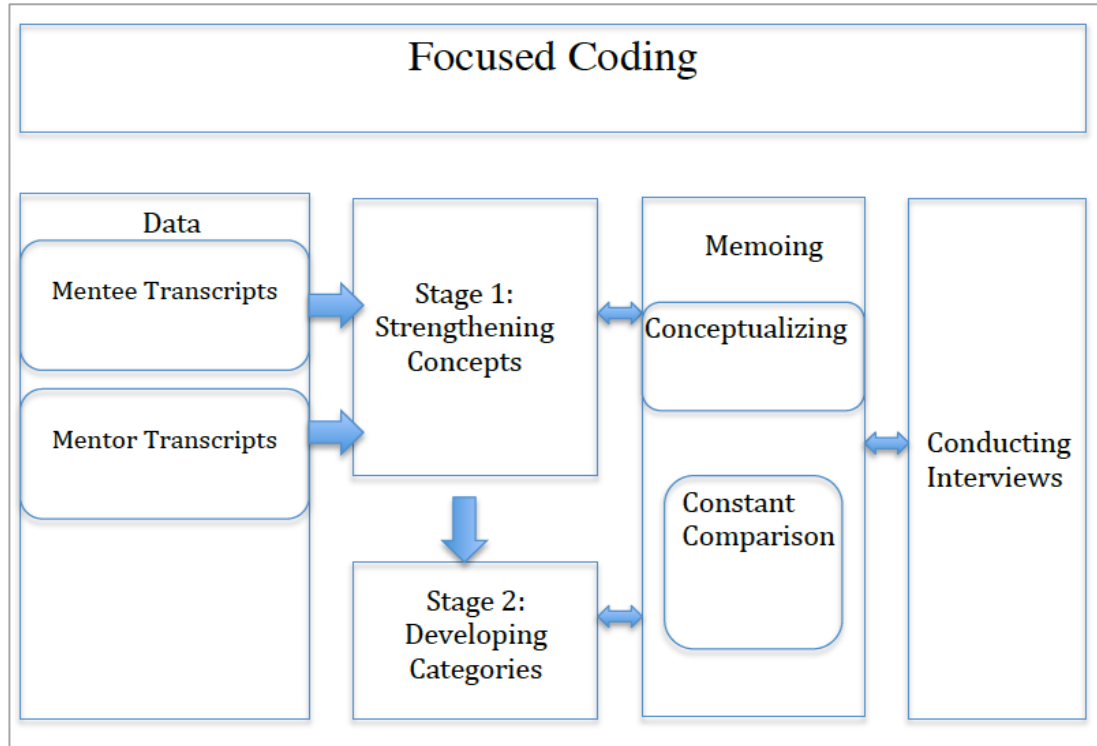 Focused Coding
Data
Mentee Transcripts
Mentor Transcripts
Stage 1:
Strengthening
Concepts
Stage 2:
Developing
Categories
Memoing
Conceptualizing
Constant
Comparison
Conducting
Interviews